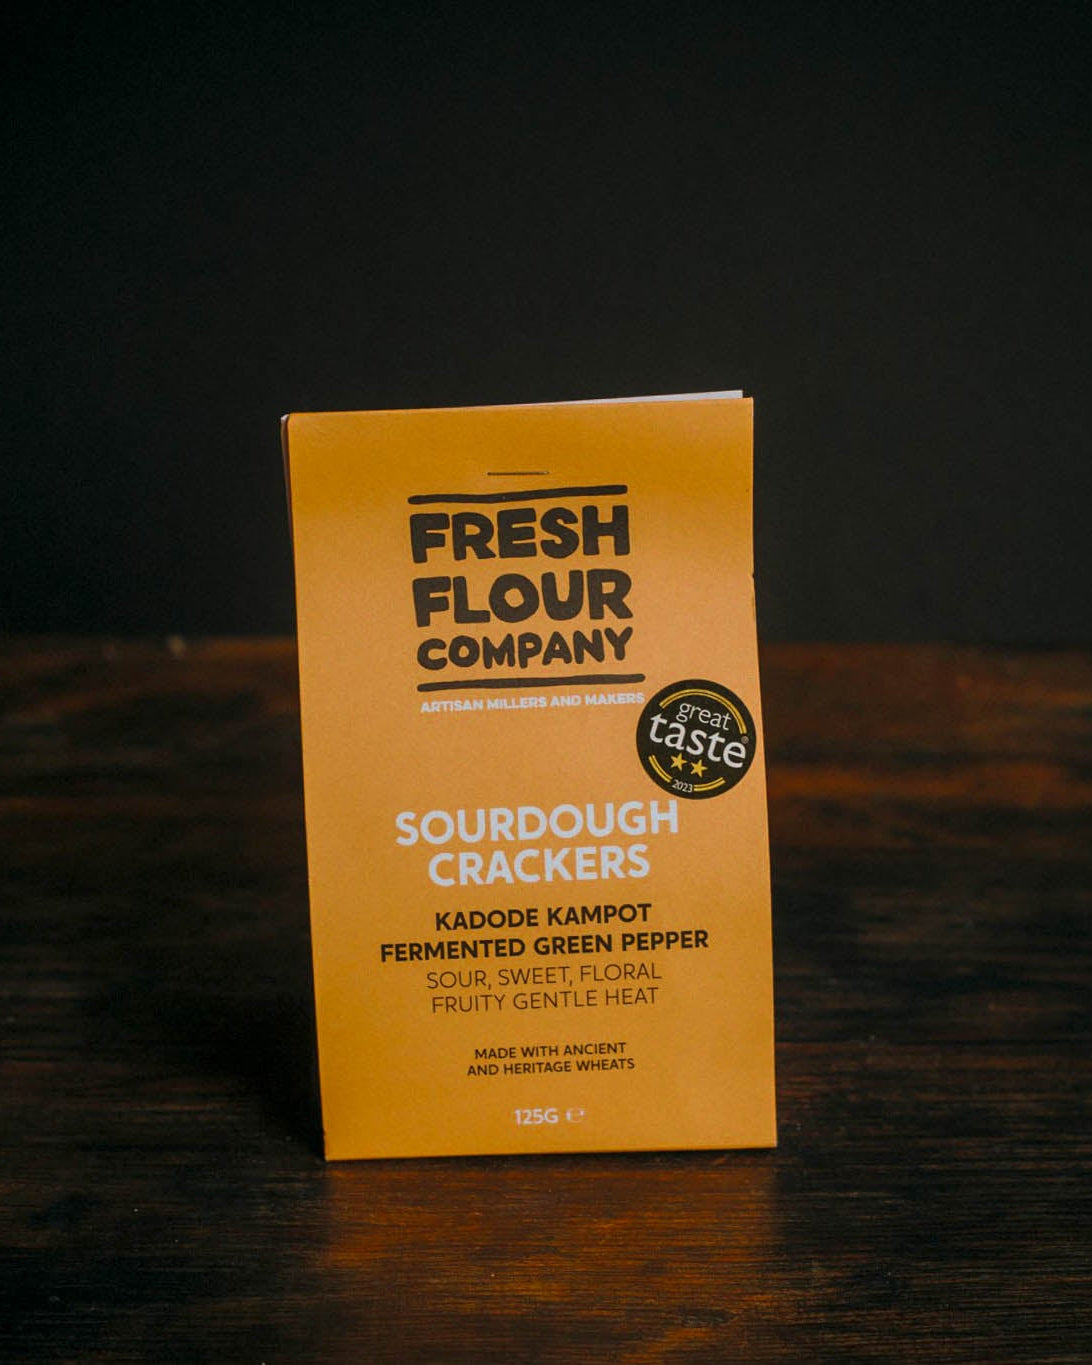 FRESH
FLOUR
COMPANY
ARTISAN MILLERS AND MAKERS
great
taste®
2023
SOURDOUGH
CRACKERS
KADODE KAMPOT
FERMENTED GREEN PEPPER
SOUR, SWEET, FLORAL
FRUITY GENTLE HEAT
MADE WITH ANCIENT
AND HERITAGE WHEATS
125G ℮